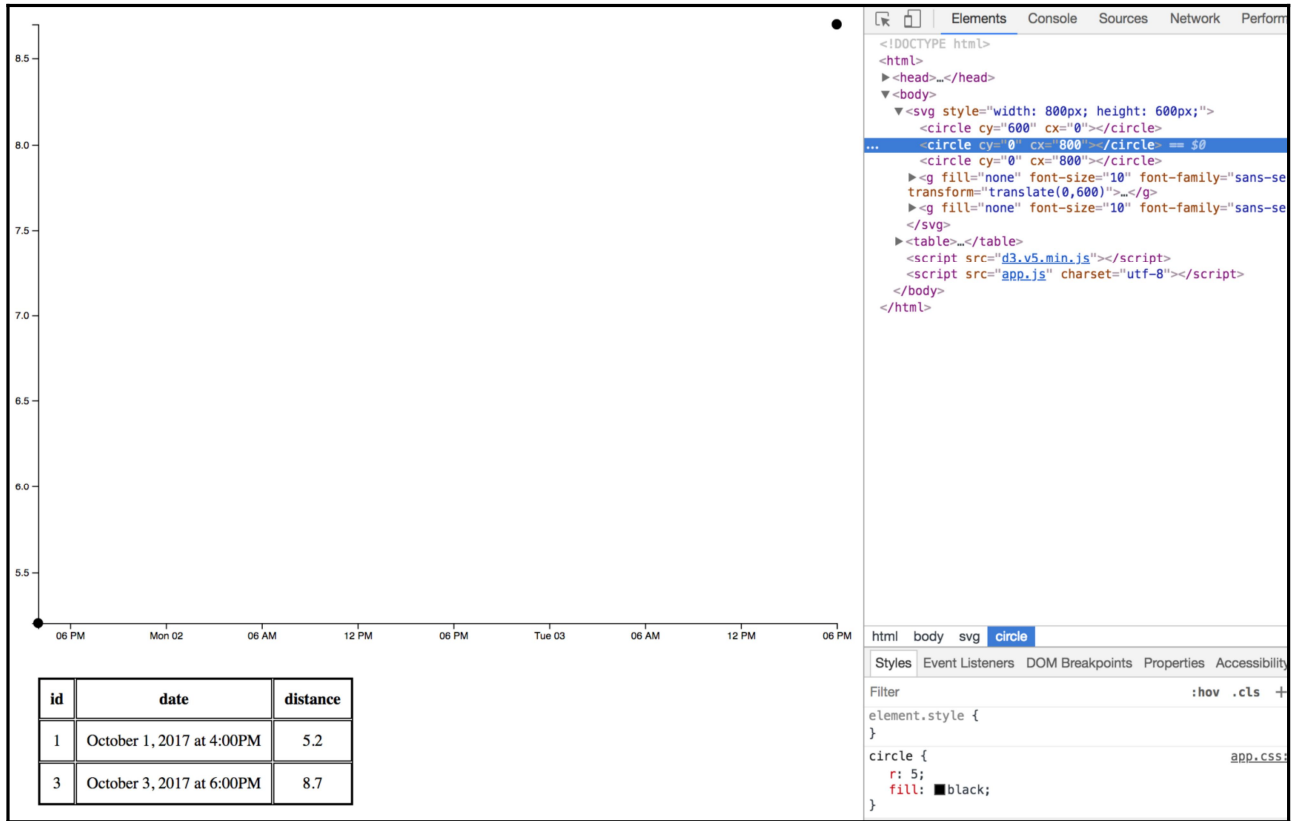 8.5
8.0
7.5
7.0
6.5
6.0
5.5
06 PM Mon 02 06 AM 12 PM 06 PM Tue 03 06 AM 12 PM 06 PM
id date distance
1 October 1, 2017 at 4:00PM 5.2
3 October 3, 2017 at 6:00PM 8.7
Elements Console Sources Network Perform
<!DOCTYPE html>
<html>
▶<head>…</head>
▼<body>
▼<svg style="width: 800px; height: 600px;">
<circle cy="600" cx="0"></circle>
... <circle cy="0" cx="800"></circle> == $0
<circle cy="0" cx="800"></circle>
▶<g fill="none" font-size="10" font-family="sans-se
transform="translate(0,600)">…</g>
▶<g fill="none" font-size="10" font-family="sans-se
</svg>
▶<table>…</table>
<script src="d3.v5.min.js"></script>
<script src="app.js" charset="utf-8"></script>
</body>
</html>
html body svg circle
Styles Event Listeners DOM Breakpoints Properties Accessibility
Filter :hov .cls +
element.style {
}
circle { app.css:
r: 5;
fill: black;
}